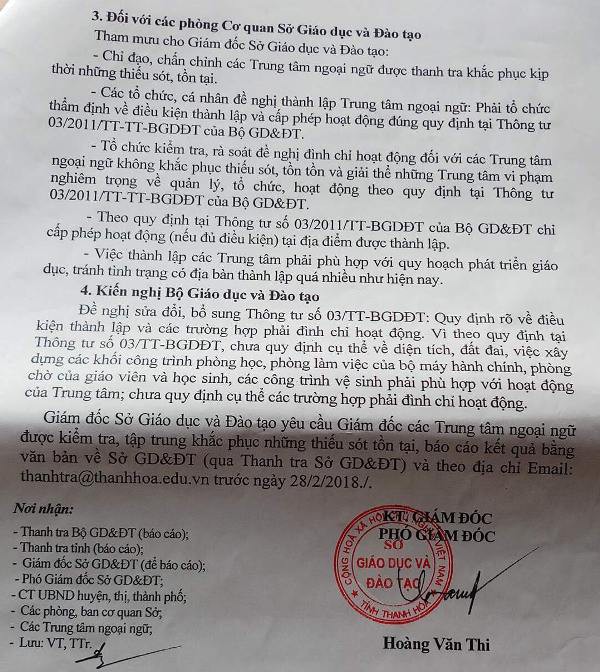 3. Đối với các phòng Cơ quan Sở Giáo dục và Đào tạo
Tham mưu cho Giám đốc Sở Giáo dục và Đào tạo:
- Chỉ đạo, chấn chỉnh các Trung tâm ngoại ngữ được thanh tra khắc phục kịp
thời những thiếu sót, tồn tại.
- Các tổ chức, cá nhân đề nghị thành lập Trung tâm ngoại ngữ: Phải tổ chức
thẩm định về điều kiện thành lập và cấp phép hoạt động đúng quy định tại Thông tư
03/2011/TT-TT-BGDĐT của Bộ GD&ĐT.
- Tổ chức kiểm tra, rà soát đề nghị đình chỉ hoạt động đối với các Trung tâm
ngoại ngữ không khắc phục thiếu sót, tồn tồn và giải thể những Trung tâm vi phạm
nghiêm trọng về quản lý, tổ chức, hoạt động theo quy định tại Thông tư
03/2011/TT-TT-BGDĐT của Bộ GD&ĐT.
- Theo quy định tại Thông tư số 03/2011/TT-BGDĐT của Bộ GD&ĐT chỉ
cấp phép hoạt động (nếu đủ điều kiện) tại địa điểm được thành lập.
- Việc thành lập các Trung tâm phải phù hợp với quy hoạch phát triển giáo
dục, tránh tình trạng có địa bàn thành lập quá nhiều như hiện nay.
4. Kiến nghị Bộ Giáo dục và Đào tạo
Đề nghị sửa đổi, bổ sung Thông tư số 03/TT-BGDĐT: Quy định rõ về điều
kiện thành lập và các trường hợp phải đình chỉ hoạt động. Vì theo quy định tại
Thông tư số 03/TT-BGDĐT, chưa quy định cụ thể về diện tích, đất đai, việc xây
dựng các khối công trình phòng học, phòng làm việc của bộ máy hành chính, phòng
chờ của giáo viên và học sinh, các công trình vệ sinh phải phù hợp với hoạt động
của Trung tâm; chưa quy định cụ thể các trường hợp phải đình chỉ hoạt động.
Giám đốc Sở Giáo dục và Đào tạo yêu cầu Giám đốc các Trung tâm ngoại ngữ
được kiểm tra, tập trung khắc phục những thiếu sót tồn tại, báo cáo kết quả bằng
văn bản về Sở GD&ĐT (qua Thanh tra Sở GD&ĐT) và theo địa chỉ Email:
thanhtra@thanhhoa.edu.vn trước ngày 28/2/2018./.
Nơi nhận:
- Thanh tra Bộ GD&ĐT (báo cáo);
- Thanh tra tỉnh (báo cáo);
- Giám đốc Sở GD&ĐT (để báo cáo);
- Phó Giám đốc Sở GD&ĐT;
- CT UBND huyện, thị, thành phố;
- Các phòng, ban cơ quan Sở;
- Các Trung tâm ngoại ngữ;
- Lưu: VT, TTr.
KT. GIÁM ĐỐC
PHÓ GIÁM ĐỐC
CỘNG HOÀ XÃ HỘI CHỦ NGHĨA VIỆT NAM
SỞ
GIÁO DỤC VÀ
ĐÀO TẠO
TỈNH THANH HOÁ
Hoàng Văn Thi